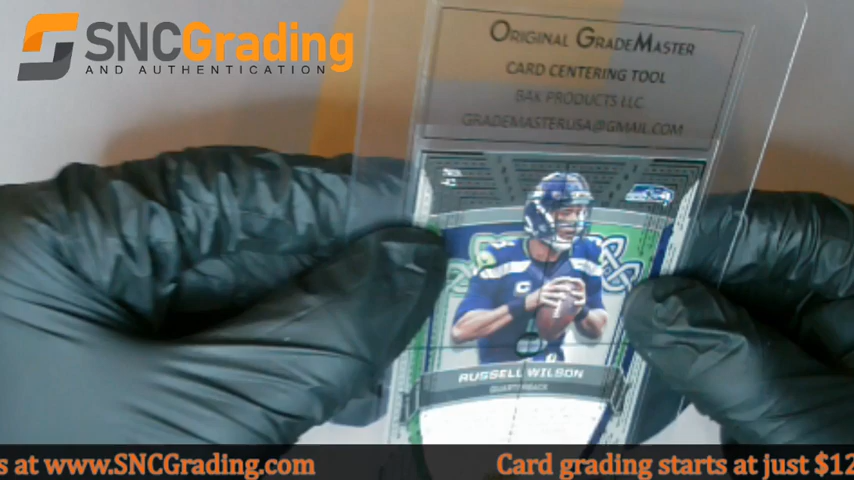 SNCGrading
AND AUTHENTICATION
ORIGINAL GRADEMASTER
CARD CENTERING TOOL
BAK PRODUCTS LLC
GRADEMASTERUSA@GMAIL.COM
RUSSELL WILSON
QUARTERBACK
s at www.SNCGrading.com
Card grading starts at just $12